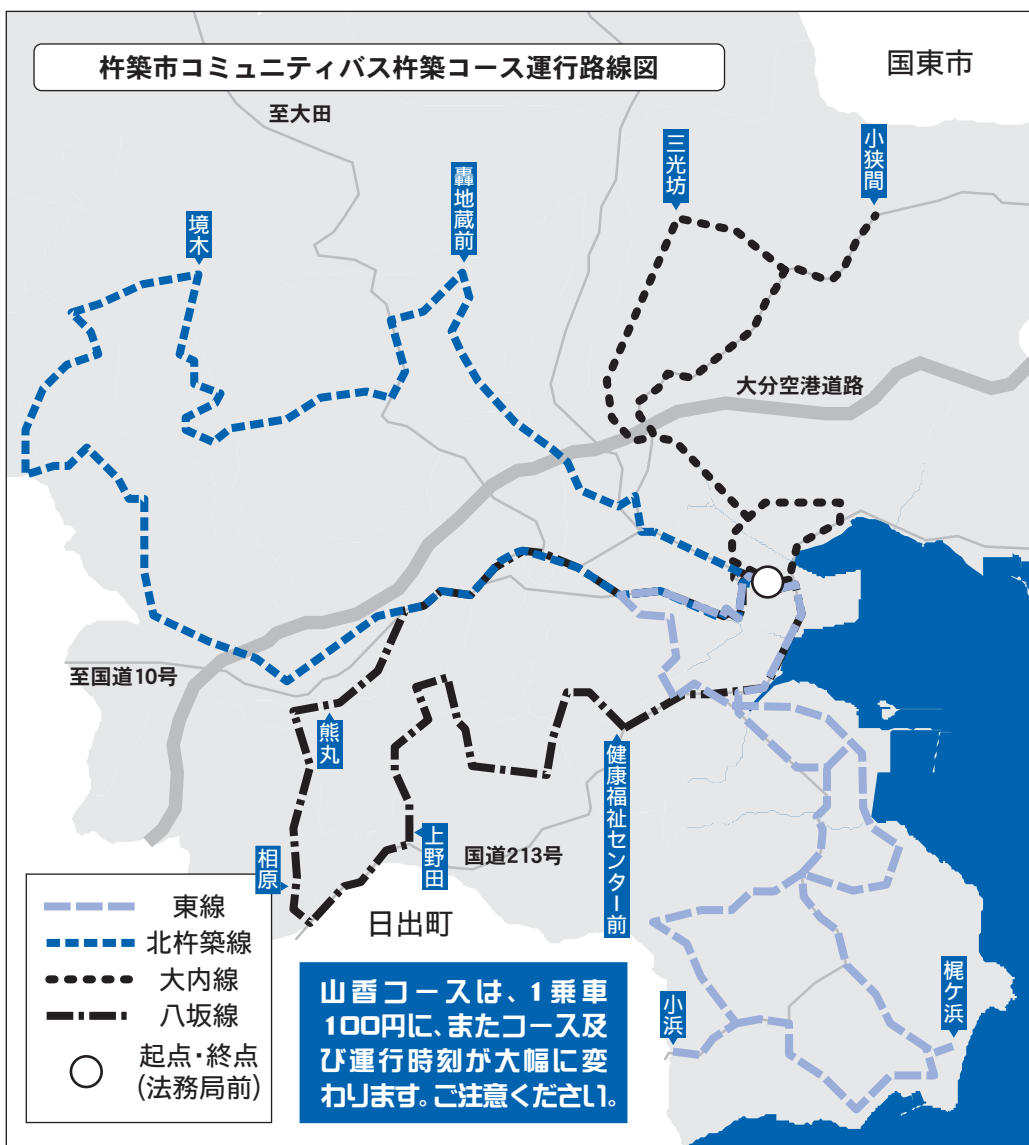 杵築市コミュニティバス杵築コース運行路線図
国東市
至大田
三光坊
小狭間
轟地蔵前
境木
大分空港道路
至国道10号
熊丸
健康福祉センター前
上野田
国道213号
相原
日出町
梶ケ浜
小浜
東線
北杵築線
大内線
八坂線
起点・終点
(法務局前)
山香コースは、1乗車
100円に、またコース及
び運行時刻が大幅に変
わります。ご注意ください。